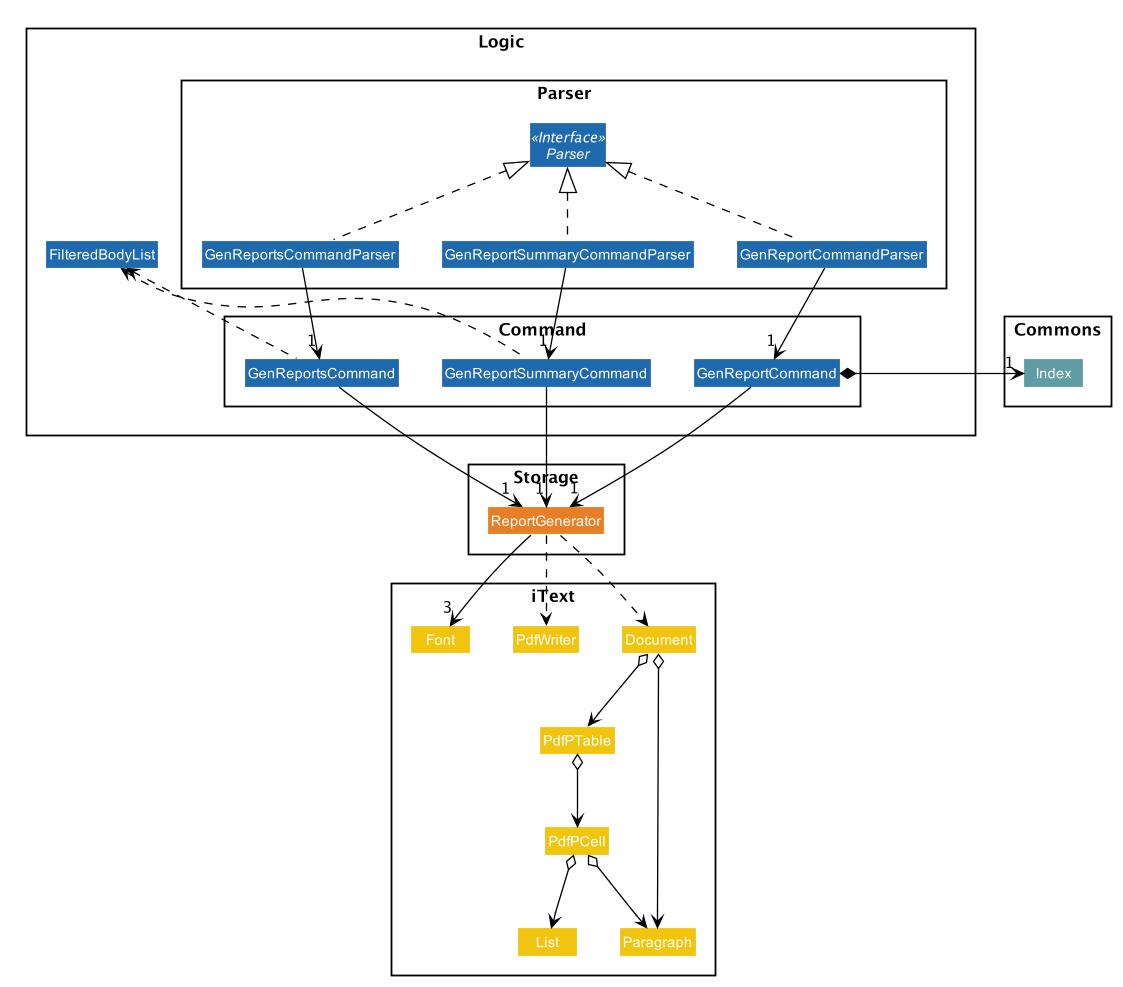 Logic
Parser
«Interface»
Parser
FilteredBodyList
GenReportsCommandParser
GenReportSummaryCommandParser
GenReportCommandParser
Command
Commons
1
1
1
GenReportsCommand
GenReportSummaryCommand
GenReportCommand
1
Index
Storage
1
1
1
ReportGenerator
iText
3
Font
PdfWriter
Document
PdfPTable
PdfPCell
List
Paragraph